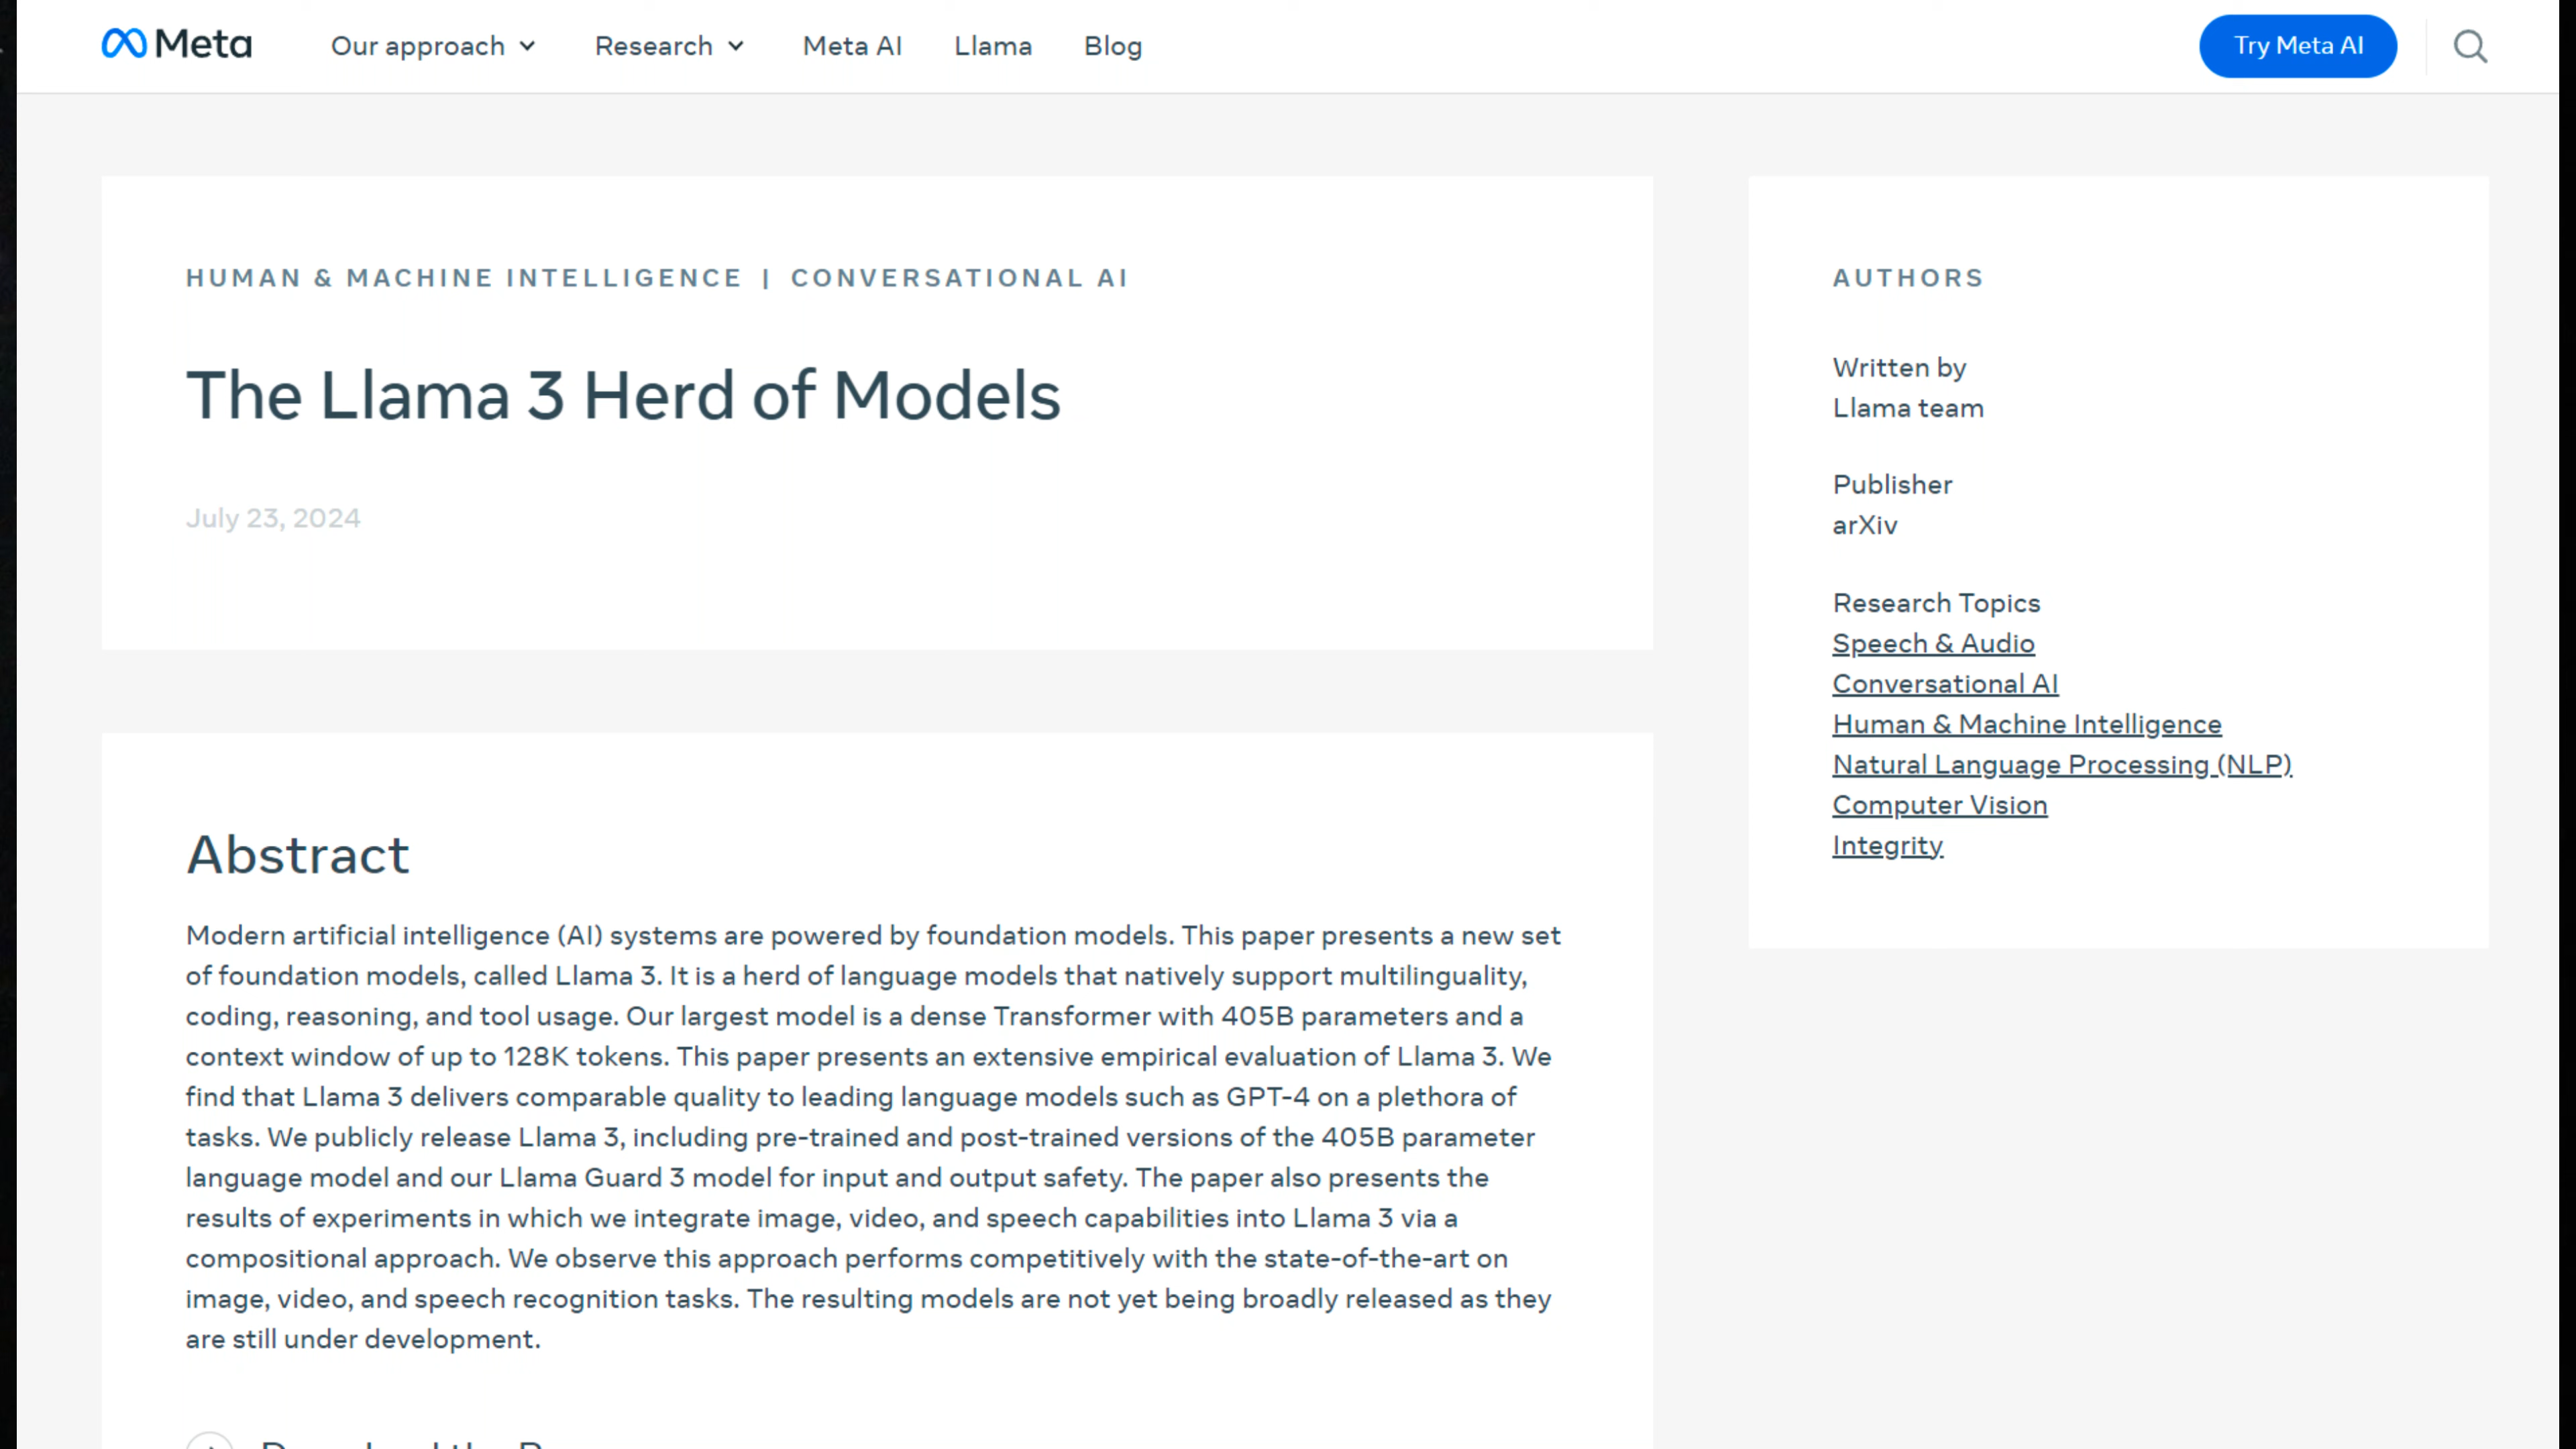 Meta Our approach Research Meta AI Llama Blog Try Meta AI
HUMAN & MACHINE INTELLIGENCE | CONVERSATIONAL AI
The Llama 3 Herd of Models
July 23, 2024
Abstract
Modern artificial intelligence (AI) systems are powered by foundation models. This paper presents a new set
of foundation models, called Llama 3. It is a herd of language models that natively support multilinguality,
coding, reasoning, and tool usage. Our largest model is a dense Transformer with 405B parameters and a
context window of up to 128K tokens. This paper presents an extensive empirical evaluation of Llama 3. We
find that Llama 3 delivers comparable quality to leading language models such as GPT-4 on a plethora of
tasks. We publicly release Llama 3, including pre-trained and post-trained versions of the 405B parameter
language model and our Llama Guard 3 model for input and output safety. The paper also presents the
results of experiments in which we integrate image, video, and speech capabilities into Llama 3 via a
compositional approach. We observe this approach performs competitively with the state-of-the-art on
image, video, and speech recognition tasks. The resulting models are not yet being broadly released as they
are still under development.
AUTHORS
Written by
Llama team
Publisher
arXiv
Research Topics
Speech & Audio
Conversational AI
Human & Machine Intelligence
Natural Language Processing (NLP)
Computer Vision
Integrity